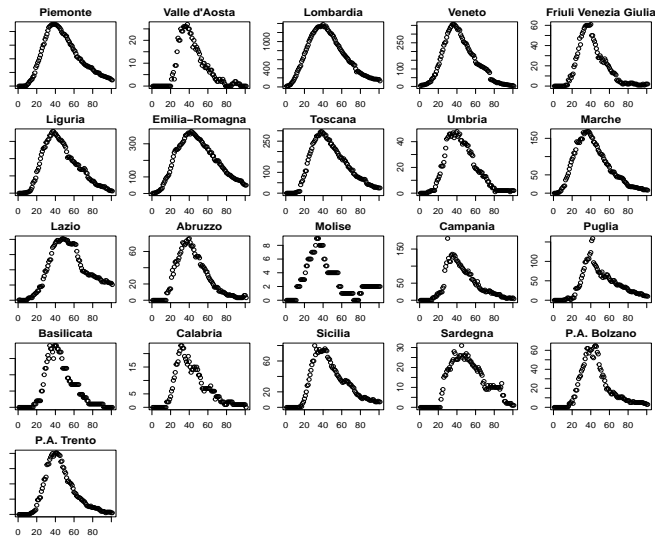 Piemonte Valle d'Aosta Lombardia Veneto Friuli Venezia Giulia
0 10 20
400 1000 1400
0 50 150 250
0 10 20 30 40 50 60
0 20 40 60 80 0 20 40 60 80 0 20 40 60 80 0 20 40 60 80 0 20 40 60 80
Liguria Emilia−Romagna Toscana Umbria Marche
0 100 300
0 100 200 300
0 20 40
0 50 150
0 20 40 60 80 0 20 40 60 80 0 20 40 60 80 0 20 40 60 80 0 20 40 60 80
Lazio Abruzzo Molise Campania Puglia
0 20 40 60
0 2 4 6 8
0 50 100 150
0 50 100 150
0 20 40 60 80 0 20 40 60 80 0 20 40 60 80 0 20 40 60 80 0 20 40 60 80
Basilicata Calabria Sicilia Sardegna P.A. Bolzano
0 5 15
0 20 40 60 80
0 5 10 20 30
0 20 40 60
0 20 40 60 80 0 20 40 60 80 0 20 40 60 80 0 20 40 60 80 0 20 40 60 80
P.A. Trento
0 20 40 60 80